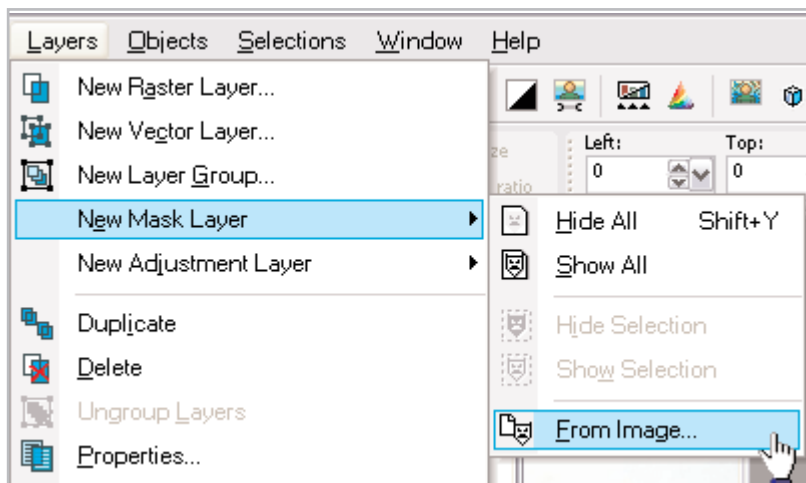 Layers Objects Selections Window Help
New Raster Layer...
New Vector Layer...
New Layer Group...
New Mask Layer
New Adjustment Layer
Duplicate
Delete
Ungroup Layers
Properties...
Left: Top:
ratio 0 0
Hide All Shift+Y
Show All
Hide Selection
Show Selection
From Image...